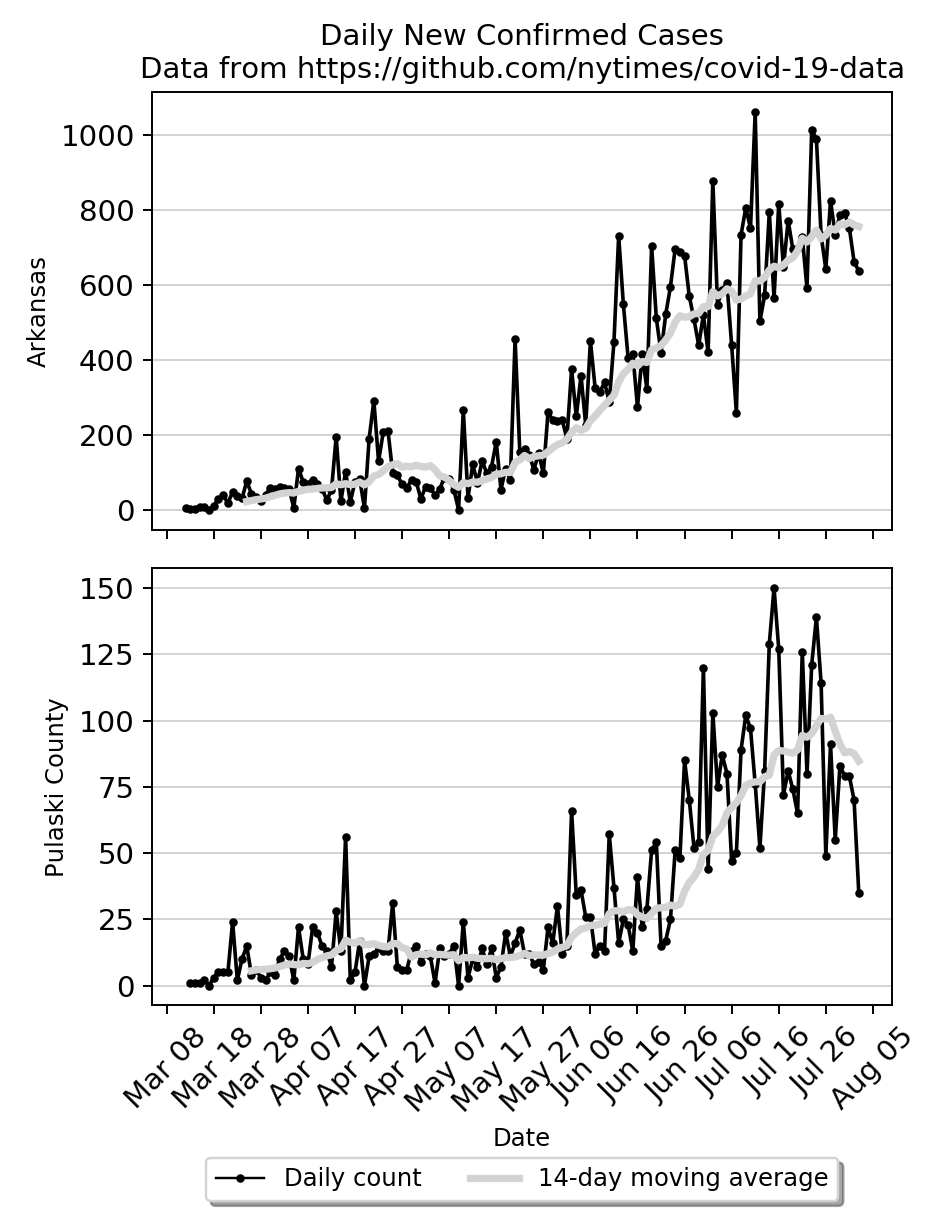 Daily New Confirmed Cases
Data from https://github.com/nytimes/covid-19-data
1000
800
600
400
200
0
Arkansas
150
125
100
75
50
25
0
Pulaski County
Mar 08
Mar 18
Mar 28
Apr 07
Apr 17
Apr 27
May 07
May 17
May 27
Jun 06
Jun 16
Jun 26
Jul 06
Jul 16
Jul 26
Aug 05
Date
Daily count
14-day moving average